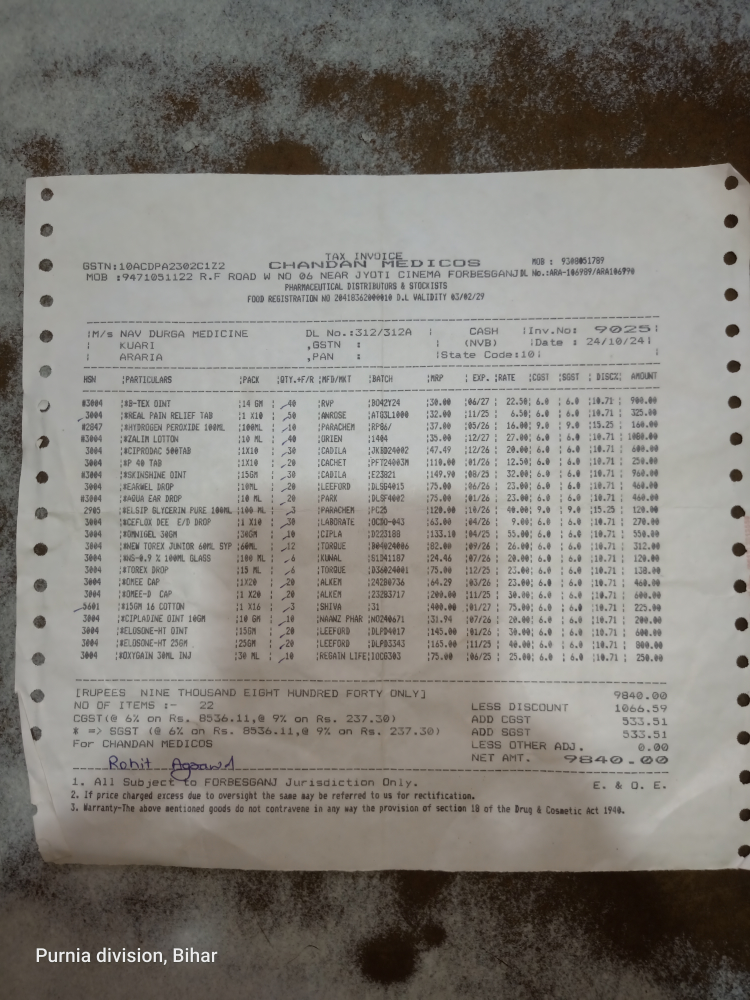 TAX INVOICE
GSTN:10ACDPA2302C1Z2 CHANDAN MEDICOS MOB : 9308051789
MOB :9471051122 R.F ROAD W NO 06 NEAR JYOTI CINEMA FORBESGANJ DL No.:ARA-106989/ARA106990
PHARMACEUTICAL DISTRIBUTORS & STOCKISTS
FOOD REGISTRATION NO 20418362000010 D.L VALIDITY 03/02/29
M/s NAV DURGA MEDICINE DL No.:312/312A CASH Inv.No: 9025
KUARI ,GSTN : (NVB) Date : 24/10/24
ARARIA ,PAN : State Code:10
HSN PARTICULARS PACK QTY.+F/R MFD/MKT BATCH MRP EXP. RATE CGST SGST DISC% AMOUNT
#3004 #B-TEX OINT 14 GM 40 RVP BO42Y24 30.00 06/27 22.50 6.0 6.0 10.71 900.00
3004 #REAL PAIN RELIEF TAB 1 X10 50 AT03L1000 32.00 11/25 6.50 6.0 6.0 10.71 325.00
#2847 #HYDROGEN PEROXIDE 100ML 100ML 10 PARACHEM RP86/ 37.00 05/26 16.00 9.0 9.0 15.25 160.00
#3004 #ZALIM LOTION 10 ML 40 ORIEN 1404 35.00 12/26 27.00 6.0 6.0 10.71 1080.00
3004 #CIPRODAC 500TAB 1X10 30 CADILA JKBD24002 47.49 12/26 20.00 6.0 6.0 10.71 600.00
3004 #P 40 TAB 1X10 20 CACHET PFT24003M 110.00 01/26 12.50 6.0 6.0 10.71 250.00
#3004 #SKINSHINE OINT 15GM 30 CADILA E23821 149.90 08/25 32.00 6.0 6.0 10.71 960.00
3004 #EARWEL DROP 10ML 20 LEEFORD DLSG4015 75.00 06/26 23.00 6.0 6.0 10.71 460.00
#3004 #AQUA EAR DROP 10 ML 20 PARK DLSF4002 75.00 01/26 23.00 6.0 6.0 10.71 460.00
2905 #ELSIP GLYCERIN PURE 100ML 100 ML 3 PARACHEM PC25 120.00 10/26 40.00 9.0 9.0 15.25 120.00
3004 #CEFLOX DEE E/D DROP 1 X10 30 LABORATE OCXO-043 63.00 04/26 9.00 6.0 6.0 10.71 270.00
3004 #OMNIGEL 30GM 30GM 10 CIPLA D223188 133.10 04/25 55.00 6.0 6.0 10.71 550.00
3004 #NEW TOREX JUNIOR 60ML SYP 60ML 12 TORQUE B04024006 82.00 09/26 26.00 6.0 6.0 10.71 312.00
3004 #NS-0.9 % 100ML GLASS 100 ML 6 KUNAL 61D41187 24.46 07/26 20.00 6.0 6.0 10.71 120.00
3004 #TOREX DROP 15 ML 6 TORQUE D36024001 75.00 12/25 23.00 6.0 6.0 10.71 138.00
3004 #OMEE CAP 1X20 20 ALKEM 24280736 64.29 03/26 23.00 6.0 6.0 10.71 460.00
3004 #OMEE-D CAP 1 X20 20 ALKEM 23283717 200.00 11/25 30.00 6.0 6.0 10.71 600.00
5601 #15GM 16 COTTON 1 X16 3 SHIVA 31 400.00 01/27 75.00 6.0 6.0 10.71 225.00
3004 #CIPLADINE OINT 10GM 10 GM 10 NAANZ PHAR NO240671 31.94 07/26 20.00 6.0 6.0 10.71 200.00
3004 #ELOSONE-HT OINT 15GM 20 LEEFORD DLPD4017 145.00 01/26 30.00 6.0 6.0 10.71 600.00
3004 #ELOSONE-HT 25GM 25GM 20 LEEFORD DLPD3343 165.00 11/25 40.00 6.0 6.0 10.71 800.00
3004 #OXYGAIN 30ML INJ 30 ML 10 REGAIN LIFE IOCG303 75.00 06/25 25.00 6.0 6.0 10.71 250.00
[RUPEES NINE THOUSAND EIGHT HUNDRED FORTY ONLY] 9840.00
NO OF ITEMS :- 22 LESS DISCOUNT 1066.59
CGST(@ 6% on Rs. 8536.11,@ 9% on Rs. 237.30) ADD CGST 533.51
* => SGST (@ 6% on Rs. 8536.11,@ 9% on Rs. 237.30) ADD SGST 533.51
For CHANDAN MEDICOS LESS OTHER ADJ. 0.00
Rohit Agrawal NET AMT. 9840.00
1. All Subject to FORBESGANJ Jurisdiction Only. E. & O. E.
2. If price charged excess due to oversight the same may be referred to us for rectification.
3. Warranty-The above mentioned goods do not contravene in any way the provision of section 18 of the Drug & Cosmetic Act 1940.
Purnia division, Bihar